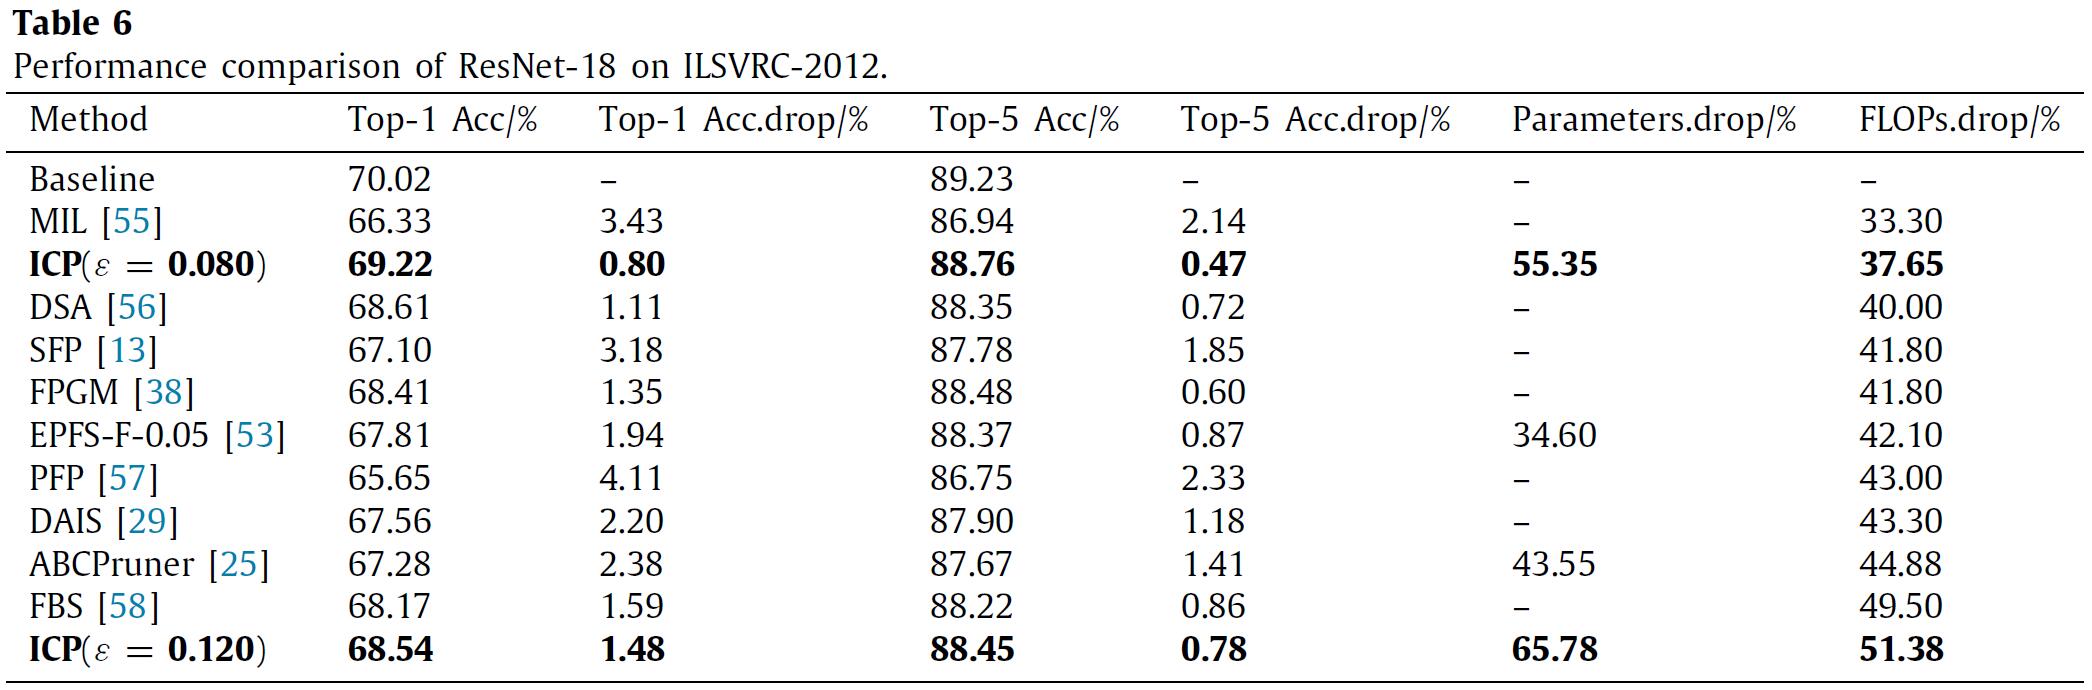 Table 6
Performance comparison of ResNet-18 on ILSVRC-2012.
Method Top-1 Acc/% Top-1 Acc.drop/% Top-5 Acc/% Top-5 Acc.drop/% Parameters.drop/% FLOPs.drop/%
Baseline 70.02 – 89.23 – – –
MIL [55] 66.33 3.43 86.94 2.14 – 33.30
ICP(ε = 0.080) 69.22 0.80 88.76 0.47 55.35 37.65
DSA [56] 68.61 1.11 88.35 0.72 – 40.00
SFP [13] 67.10 3.18 87.78 1.85 – 41.80
FPGM [38] 68.41 1.35 88.48 0.60 – 41.80
EPFS-F-0.05 [53] 67.81 1.94 88.37 0.87 34.60 42.10
PFP [57] 65.65 4.11 86.75 2.33 – 43.00
DAIS [29] 67.56 2.20 87.90 1.18 – 43.30
ABCPruner [25] 67.28 2.38 87.67 1.41 43.55 44.88
FBS [58] 68.17 1.59 88.22 0.86 – 49.50
ICP(ε = 0.120) 68.54 1.48 88.45 0.78 65.78 51.38